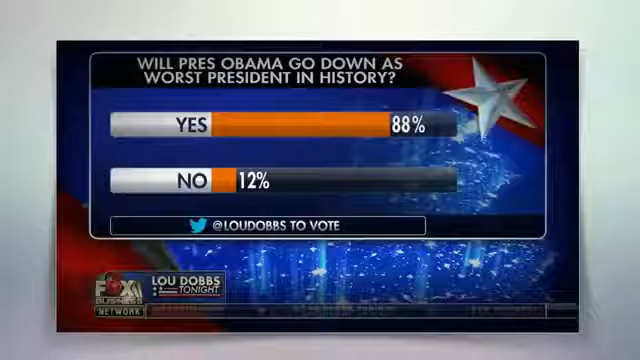 WILL PRES OBAMA GO DOWN AS
WORST PRESIDENT IN HISTORY?
YES 88%
NO 12%
@LOUDOBBS TO VOTE
FOX
BUSINESS
NETWORK
LOU DOBBS
TONIGHT